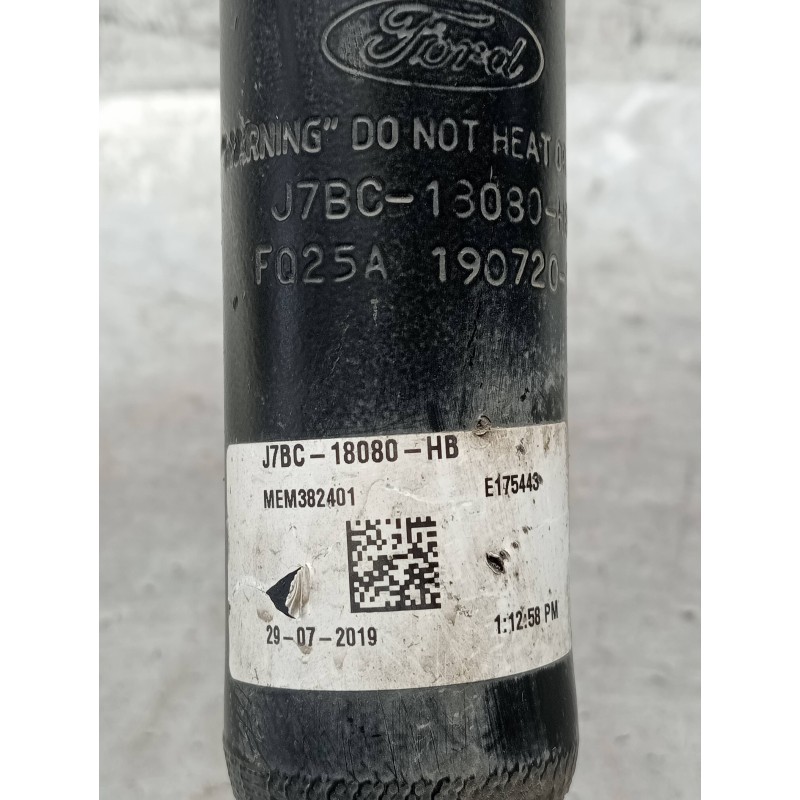 Ford
"WARNING" DO NOT HEAT
J7BC-18080-
FQ25A 190720-
J7BC-18080-HB
MEM382401 E175443
29-07-2019 1:12:58 PM